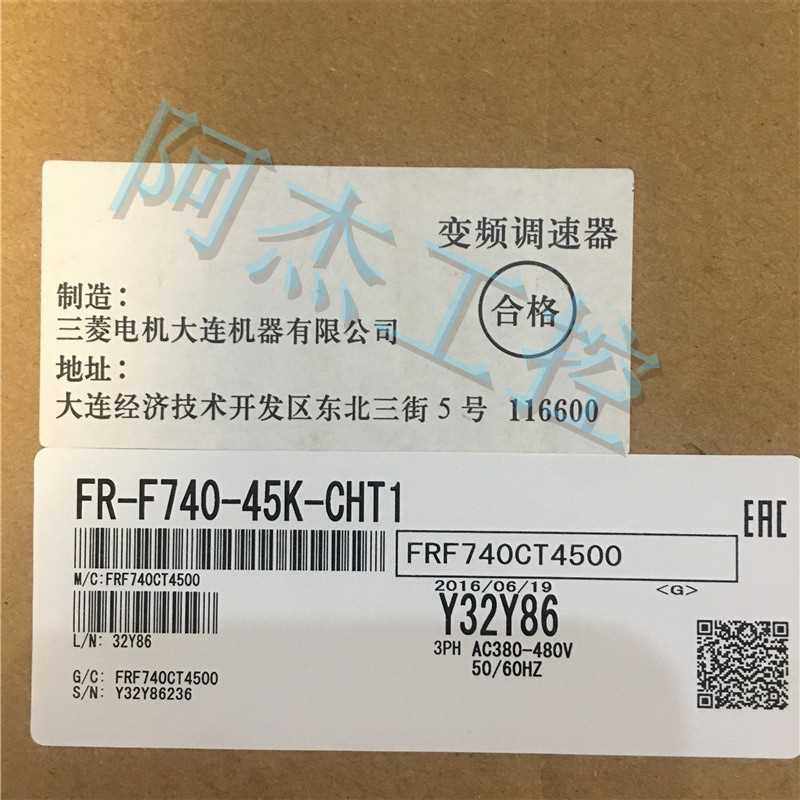 阿杰工控
变频调速器
合格
制造：
三菱电机大连机器有限公司
地址：
大连经济技术开发区东北三街 5 号 116600
FR-F740-45K-CHT1
EAC
FRF740CT4500
M/C:FRF740CT4500
2016/06/19
<G>
Y32Y86
L/N: 32Y86
3PH AC380-480V
50/60HZ
G/C: FRF740CT4500
S/N: Y32Y86236